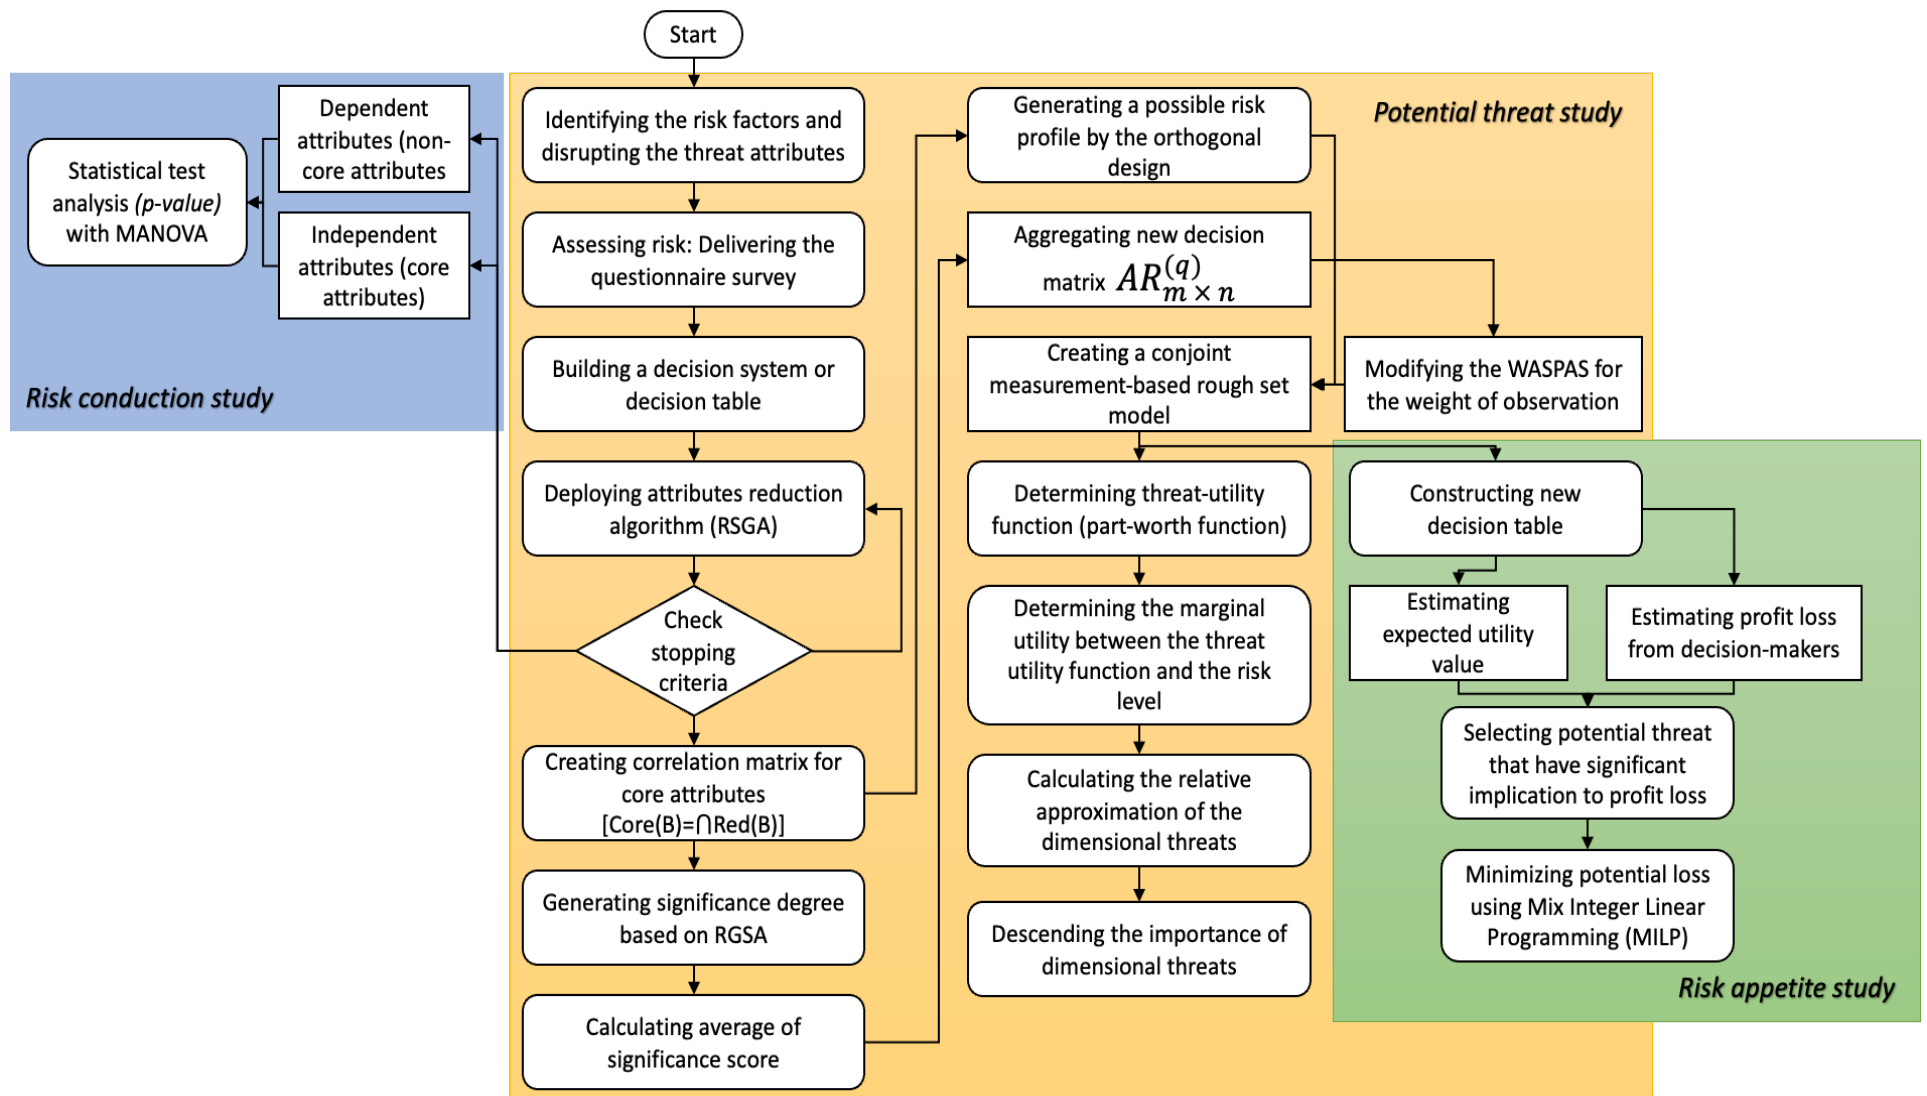 Start
Dependent
attributes (non-
core attributes
Statistical test
analysis (p-value)
with MANOVA
Independent
attributes (core
attributes)
Risk conduction study
Identifying the risk factors and
disrupting the threat attributes
Assessing risk: Delivering the
questionnaire survey
Building a decision system or
decision table
Deploying attributes reduction
algorithm (RSGA)
Check
stopping
criteria
Creating correlation matrix for
core attributes
[Core(B)=⋂Red(B)]
Generating significance degree
based on RGSA
Calculating average of
significance score
Potential threat study
Generating a possible risk
profile by the orthogonal
design
Aggregating new decision
matrix AR^{(q)}_{m × n}
Creating a conjoint
measurement-based rough set
model
Modifying the WASPAS for
the weight of observation
Determining threat-utility
function (part-worth function)
Determining the marginal
utility between the threat
utility function and the risk
level
Calculating the relative
approximation of the
dimensional threats
Descending the importance of
dimensional threats
Constructing new
decision table
Estimating
expected utility
value
Estimating profit loss
from decision-makers
Selecting potential threat
that have significant
implication to profit loss
Minimizing potential loss
using Mix Integer Linear
Programming (MILP)
Risk appetite study